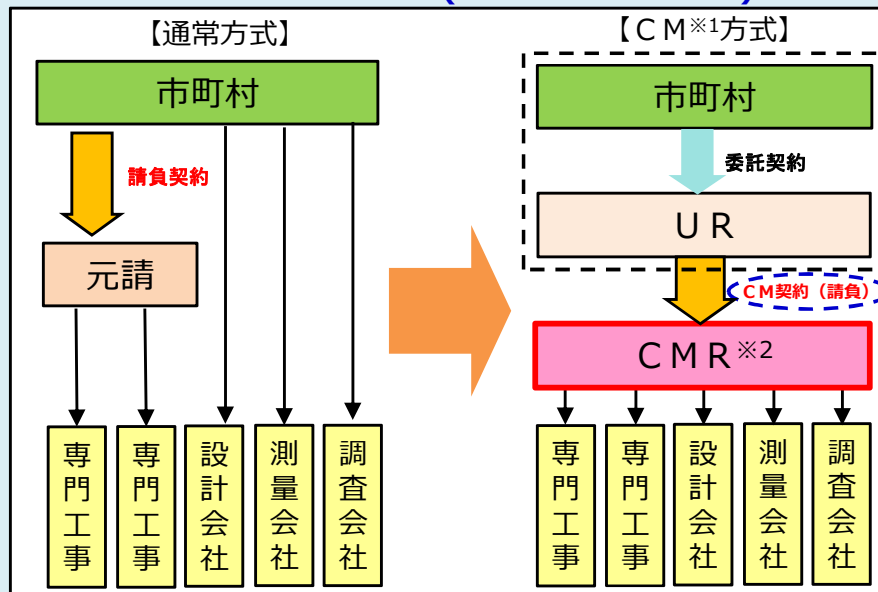 【通常方式】
市町村
請負契約
元請
専門工事
専門工事
設計会社
測量会社
調査会社
【ＣＭ※1方式】
市町村
委託契約
ＵＲ
ＣＭ契約（請負）
ＣＭＲ※2
専門工事
専門工事
設計会社
測量会社
調査会社